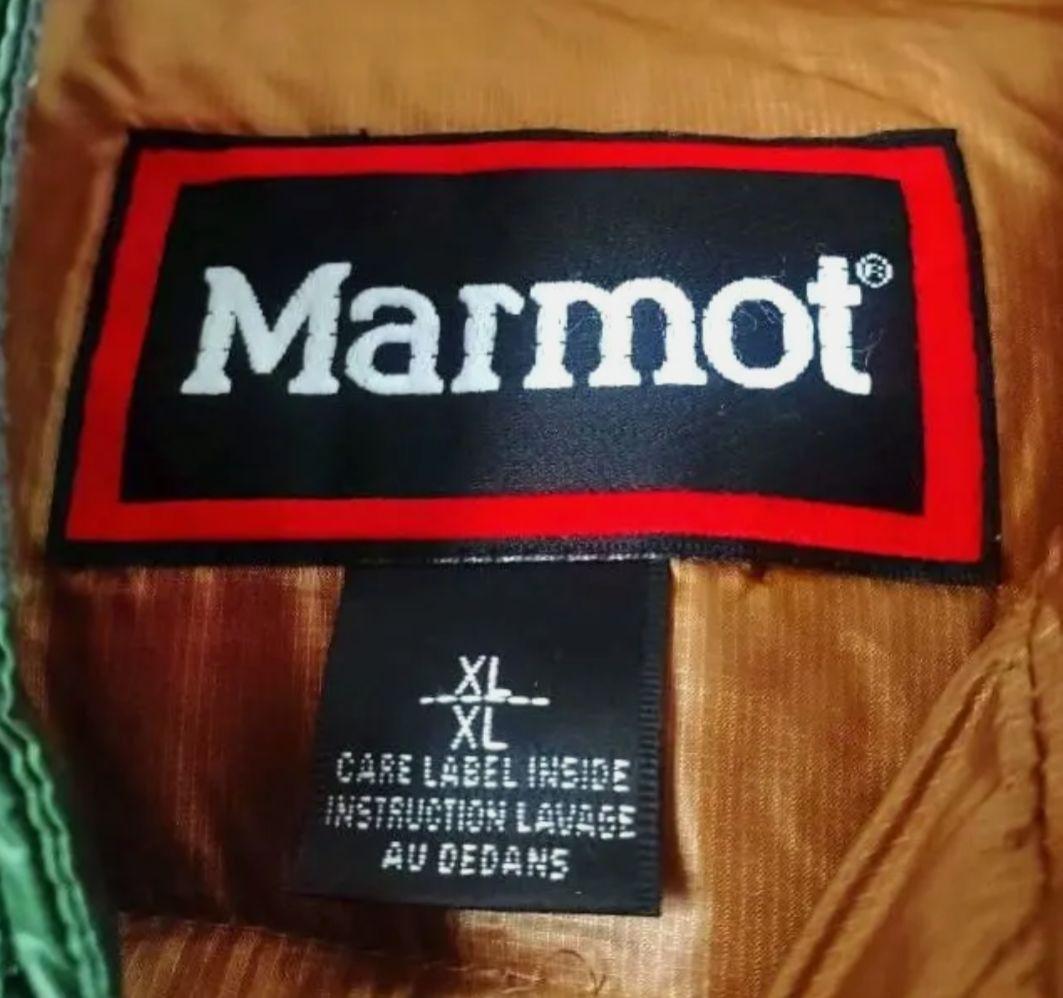 Marmot®
XL
XL
CARE LABEL INSIDE
INSTRUCTION LAVAGE
AU DEDANS